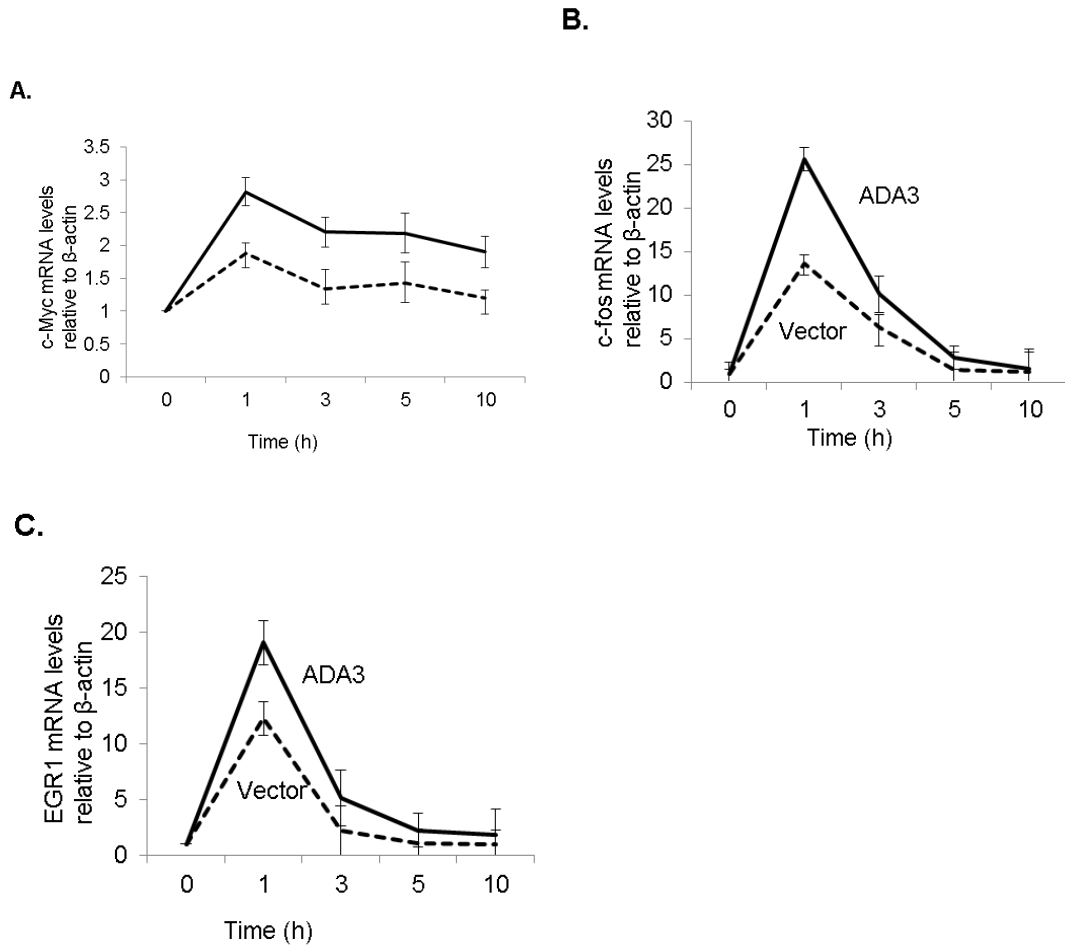 A.
c-Myc mRNA levels
relative to β-actin
3.5
3
2.5
2
1.5
1
0.5
0
0 1 3 5 10
Time (h)
B.
c-fos mRNA levels
relative to β-actin
30
25
20
15
10
5
0
ADA3
Vector
0 1 3 5 10
Time (h)
C.
EGR1 mRNA levels
relative to β-actin
25
20
15
10
5
0
ADA3
Vector
0 1 3 5 10
Time (h)